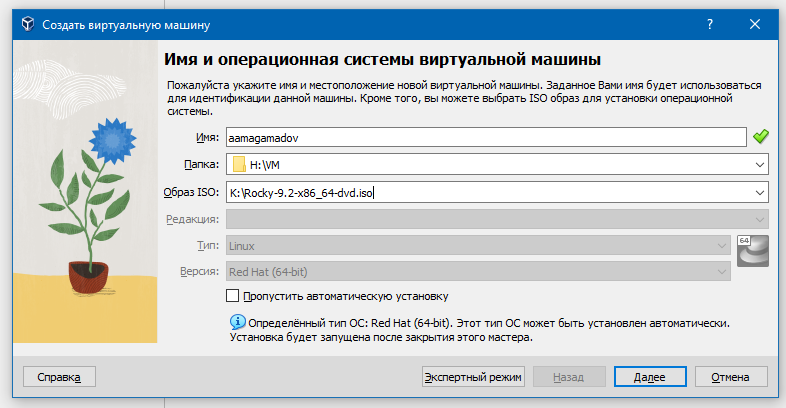 Создать виртуальную машину
?
Имя и операционная системы виртуальной машины
Пожалуйста укажите имя и местоположение новой виртуальной машины. Заданное Вами имя будет использоваться
для идентификации данной машины. Кроме того, вы можете выбрать ISO образ для установки операционной
системы.
Имя: aamagamadov
Папка: H:\VM
Образ ISO: K:\Rocky-9.2-x86_64-dvd.iso
Редакция:
Тип: Linux
64
Версия: Red Hat (64-bit)
Пропустить автоматическую установку
Определённый тип ОС: Red Hat (64-bit). Этот тип ОС может быть установлен автоматически.
Установка будет запущена после закрытия этого мастера.
Справка Экспертный режим Назад Далее Отмена